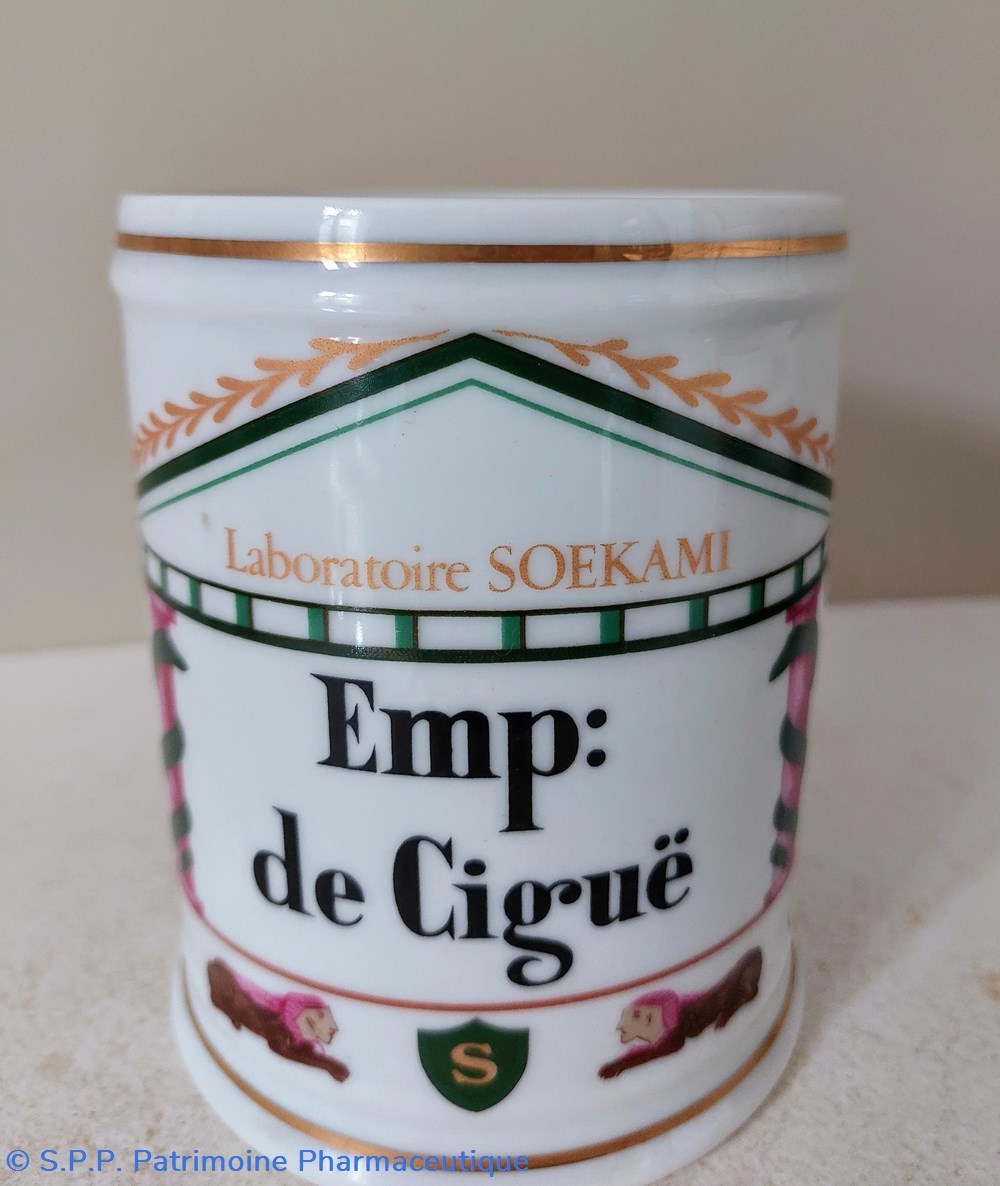 Laboratoire SOEKAMI
Emp:
de Ciguë
S
© S.P.P. Patrimoine Pharmaceutique